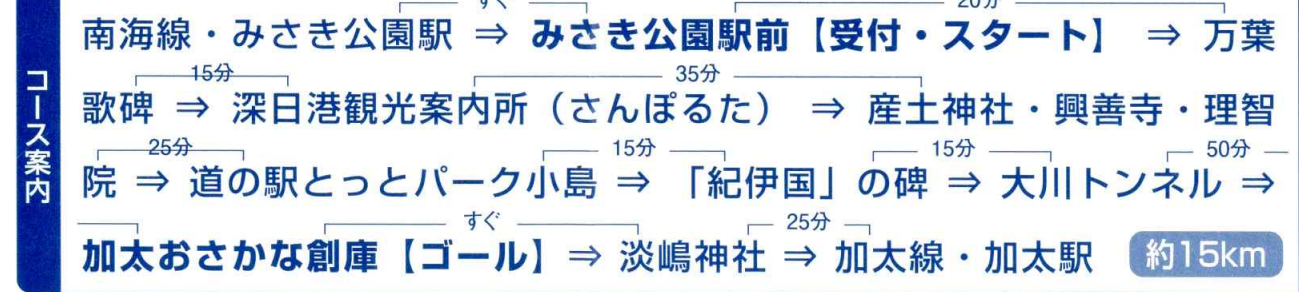 コース案内
すぐ 20分
南海線・みさき公園駅 ⇒ みさき公園駅前【受付・スタート】 ⇒ 万葉
15分 35分
歌碑 ⇒ 深日港観光案内所（さんぽるた） ⇒ 産土神社・興善寺・理智
25分 15分 15分 50分
院 ⇒ 道の駅とっとパーク小島 ⇒ 「紀伊国」の碑 ⇒ 大川トンネル ⇒
すぐ 25分
加太おさかな創庫【ゴール】 ⇒ 淡嶋神社 ⇒ 加太線・加太駅 約15km